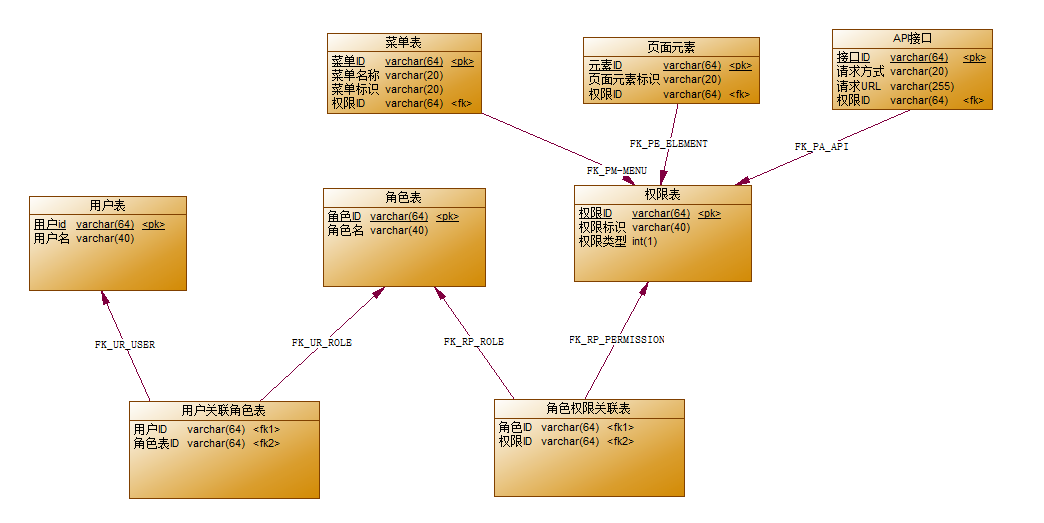 菜单表
菜单ID varchar(64) <pk>
菜单名称 varchar(20)
菜单标识 varchar(20)
权限ID varchar(64) <fk>
页面元素
元素ID varchar(64) <pk>
页面元素标识 varchar(20)
权限ID varchar(64) <fk>
API接口
接口ID varchar(64) <pk>
请求方式 varchar(20)
请求URL varchar(255)
权限ID varchar(64) <fk>
FK_PM-MENU
FK_PE_ELEMENT
FK_PA_API
用户表
用户id varchar(64) <pk>
用户名 varchar(40)
角色表
角色ID varchar(64) <pk>
角色名 varchar(40)
权限表
权限ID varchar(64) <pk>
权限标识 varchar(40)
权限类型 int(1)
FK_UR_USER
FK_UR_ROLE
FK_RP_ROLE
FK_RP_PERMISSION
用户关联角色表
用户ID varchar(64) <fk1>
角色表ID varchar(64) <fk2>
角色权限关联表
角色ID varchar(64) <fk1>
权限ID varchar(64) <fk2>